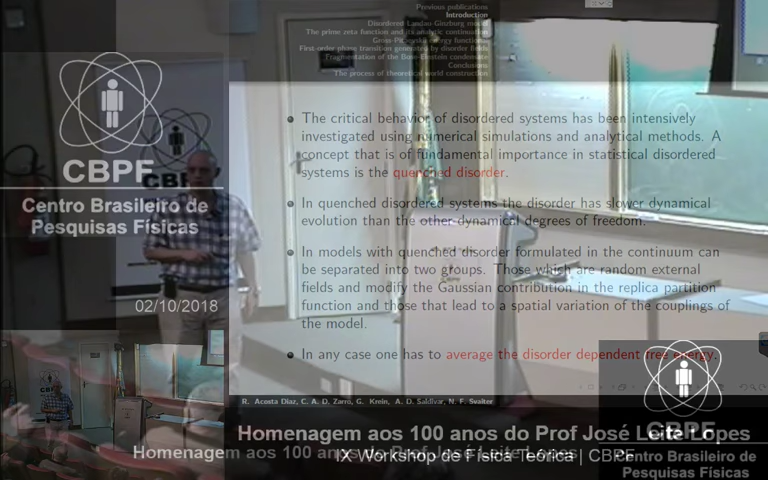 Previous publications
Introduction
Disordered Landau-Ginzburg model
The prime zeta function and its analytic continuation
Gross-Pitaevskii energy functional
First order phase transition generated by disorder fields
Fragmentation of the Bose-Einstein condensate
Conclusions
The process of theoretical world construction
CBPF
Centro Brasileiro de
Pesquisas Físicas
02/10/2018
The critical behavior of disordered systems has been intensively
investigated using numerical simulations and analytical methods. A
concept that is of fundamental importance in statistical disordered
systems is the quenched disorder.
In quenched disordered systems the disorder has slower dynamical
evolution than the other dynamical degrees of freedom.
In models with quenched disorder formulated in the continuum can
be separated into two groups. Those which are random external
fields and modify the Gaussian contribution in the replica partition
function and those that lead to a spatial variation of the couplings of
the model.
In any case one has to average the disorder dependent free energy.
R. Acosta Diaz, C. A. D. Zarro, G. Krein, A. D. Saldivar, N. F. Svaiter
Homenagem aos 100 anos do Prof José Leite Lopes
Homenagem aos 100 anos do Prof José Leite Lopes
IX Workshop de Física Teórica | CBPF
CBPF
Centro Brasileiro de
Pesquisas Físicas